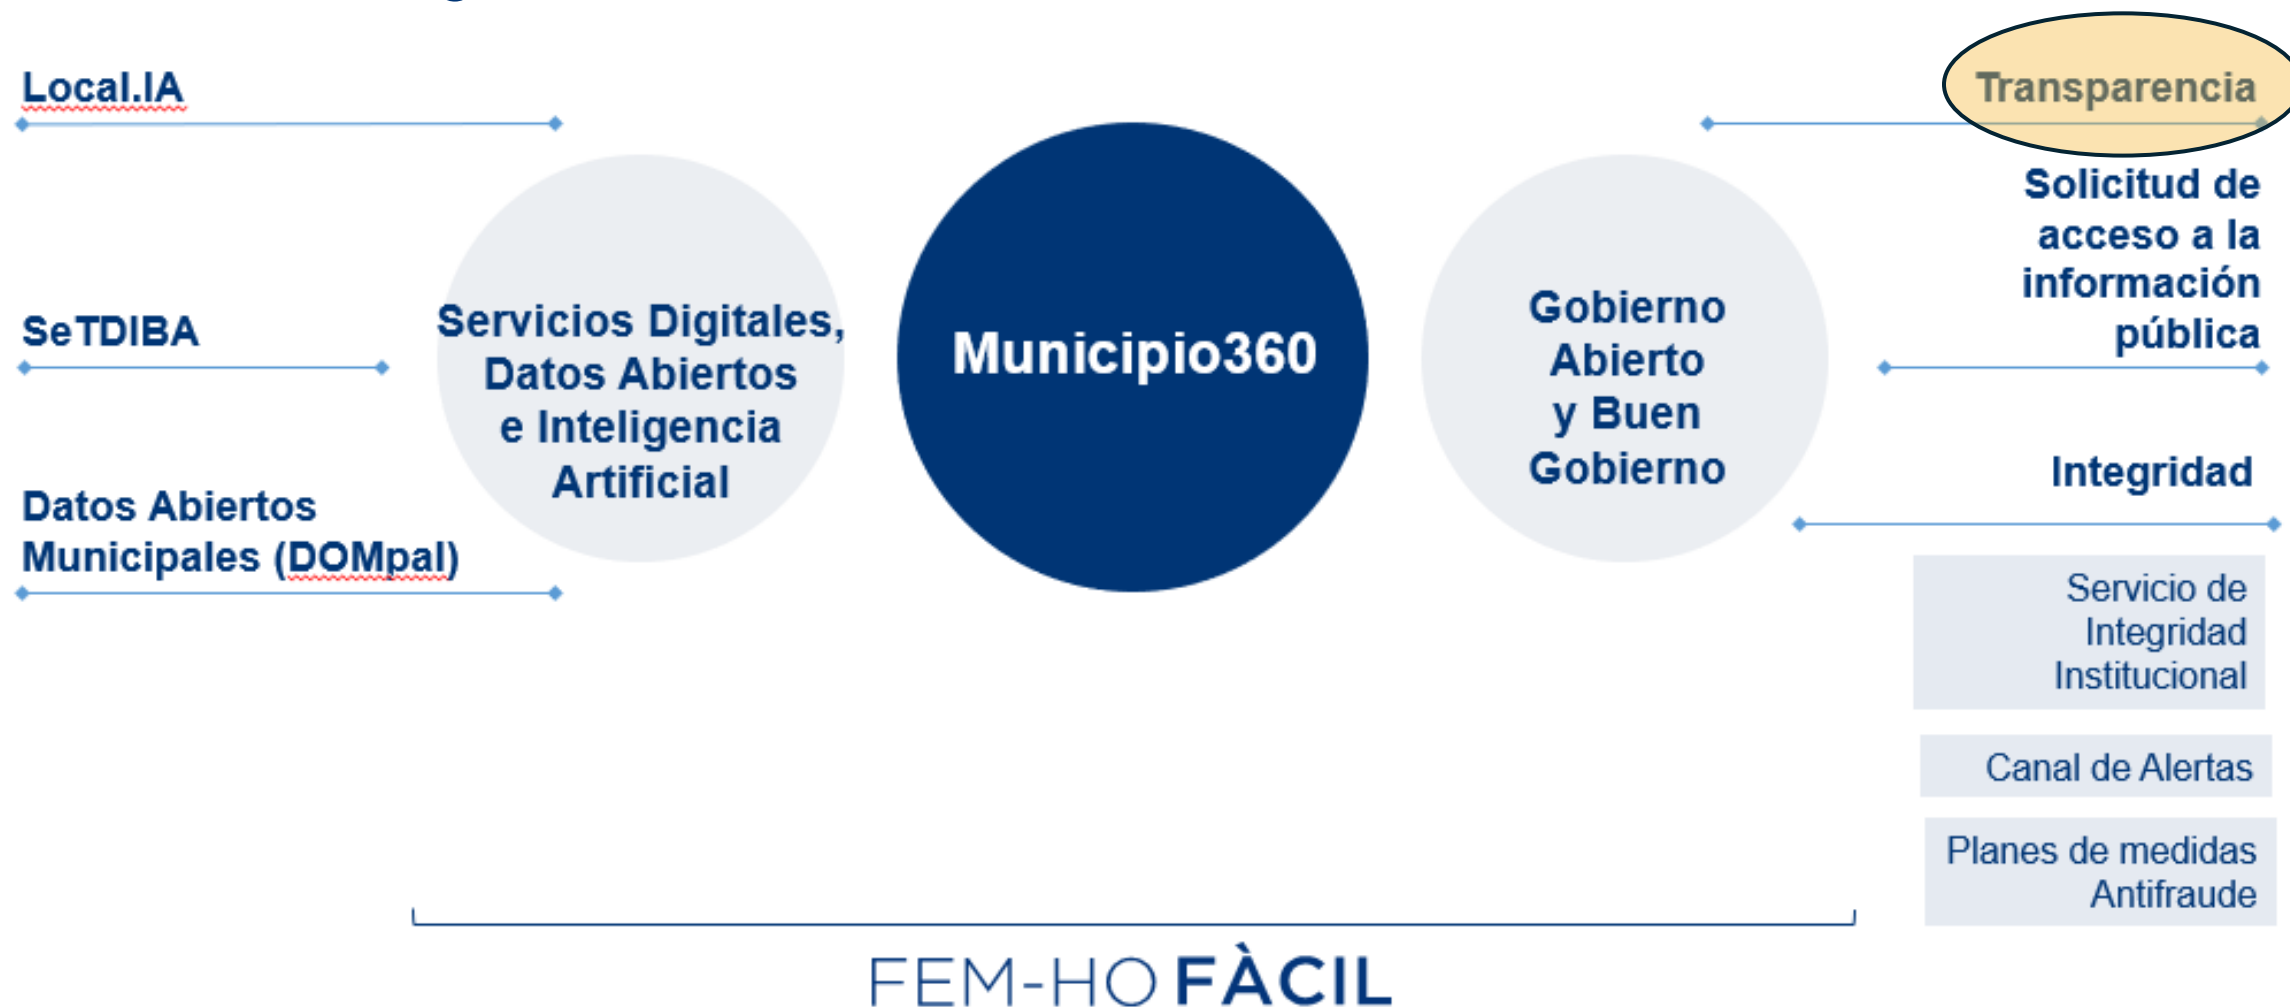 Local.IA
SeTDIBA
Datos Abiertos
Municipales (DOMpal)
Servicios Digitales,
Datos Abiertos
e Inteligencia
Artificial
Municipio360
Gobierno
Abierto
y Buen
Gobierno
Transparencia
Solicitud de
acceso a la
información
pública
Integridad
Servicio de
Integridad
Institucional
Canal de Alertas
Planes de medidas
Antifraude
FEM-HO FÀCIL